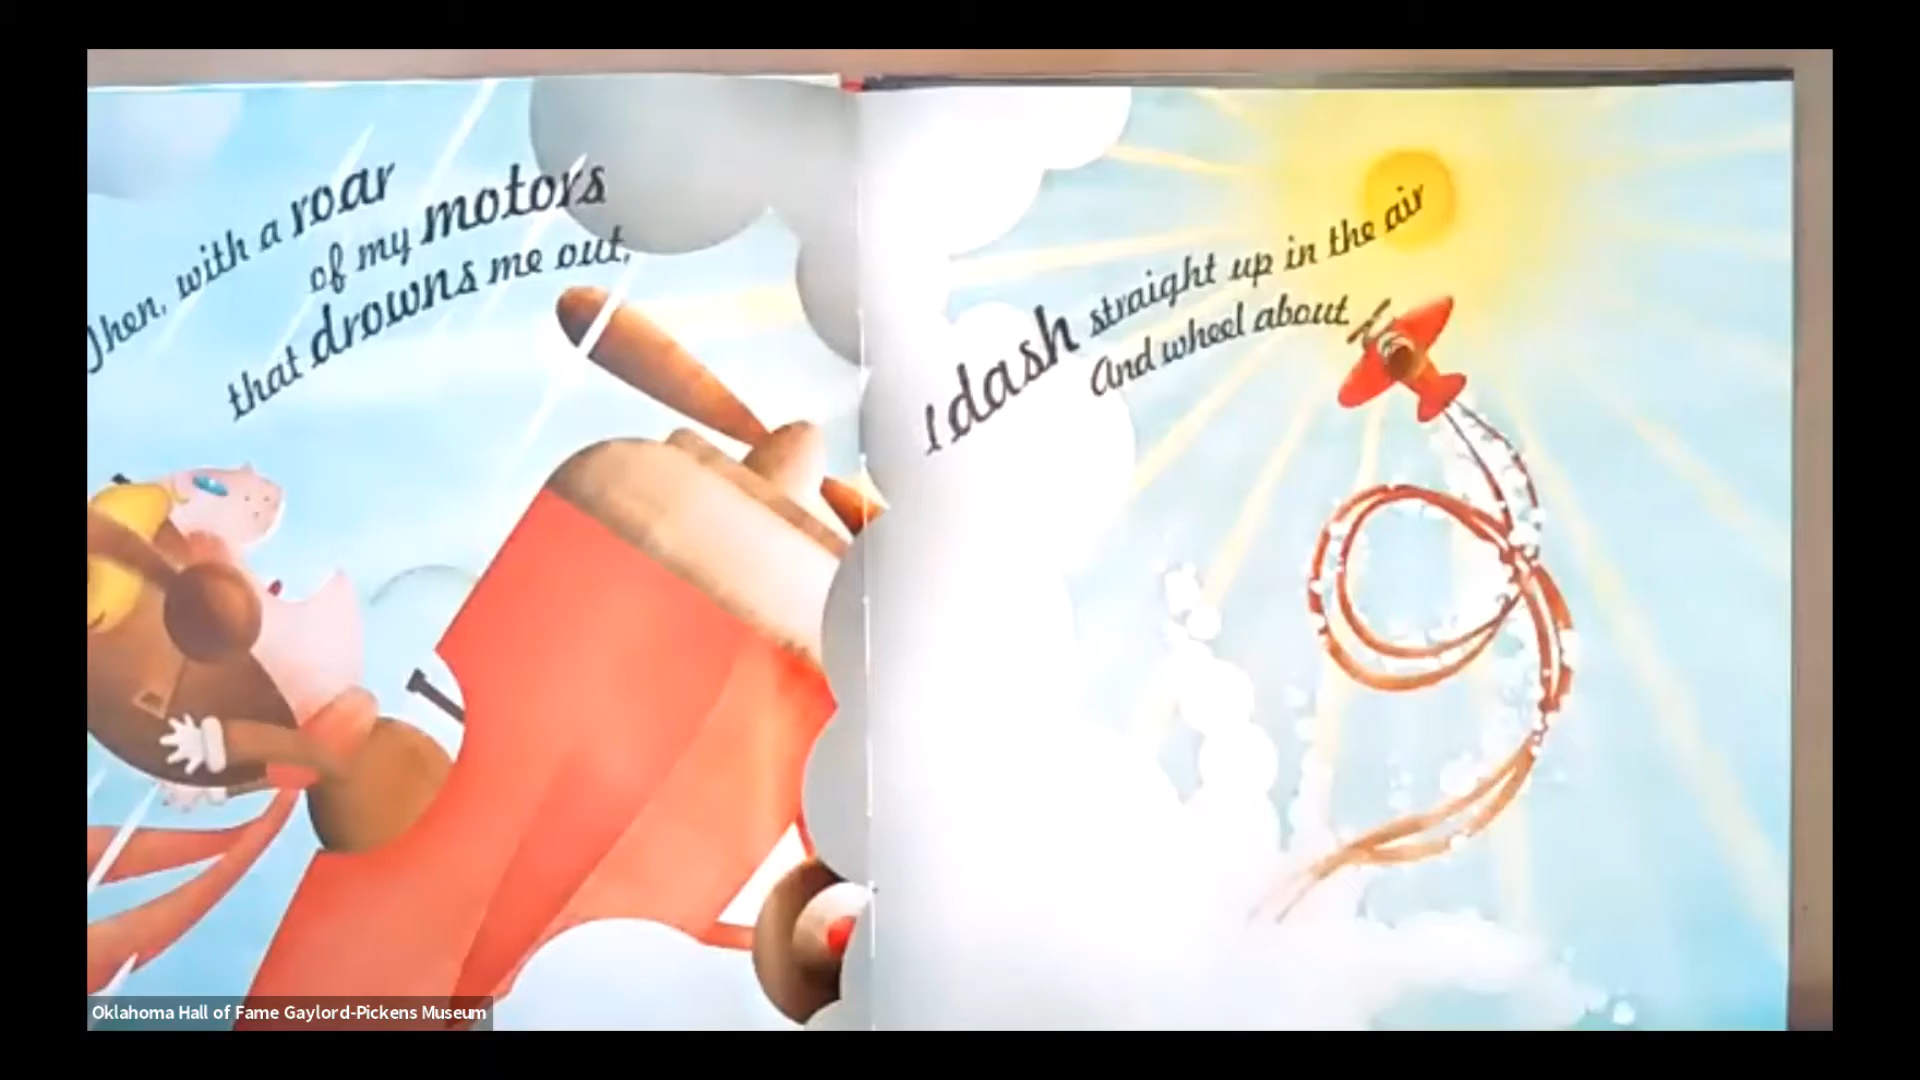 Then, with a roar
of my motors
that drowns me out,
I dash straight up in the air
And wheel about
Oklahoma Hall of Fame Gaylord-Pickens Museum